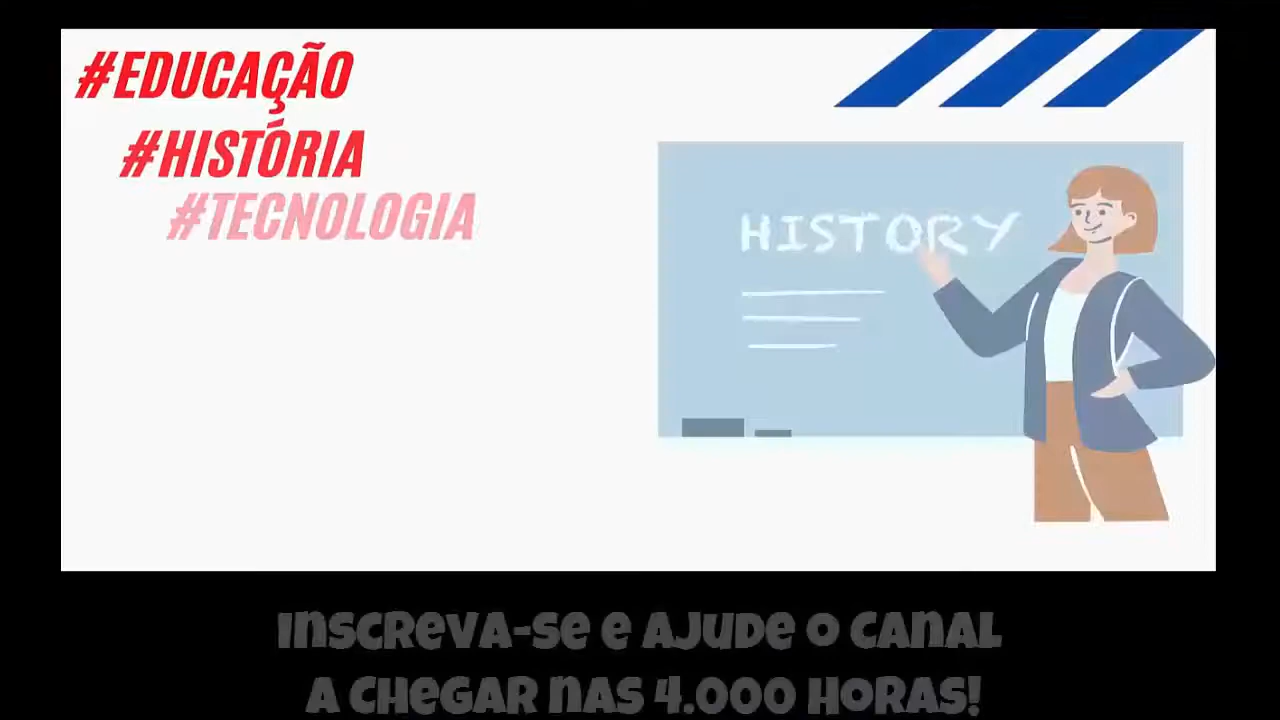 #EDUCAÇÃO
#HISTÓRIA
#TECNOLOGIA
HISTORY
INSCREVA-SE E AJUDE O CANAL
A CHEGAR NAS 4.000 HORAS!